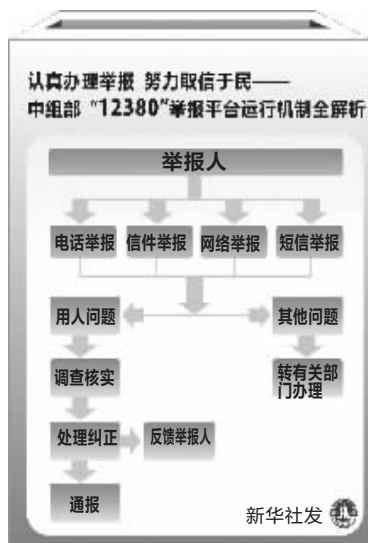 认真办理举报 努力取信于民——
中组部“12380”举报平台运行机制全解析
举报人
电话举报 信件举报 网络举报 短信举报
用人问题 其他问题
调查核实 转有关部
门办理
处理纠正 反馈举报人
通报
新华社发